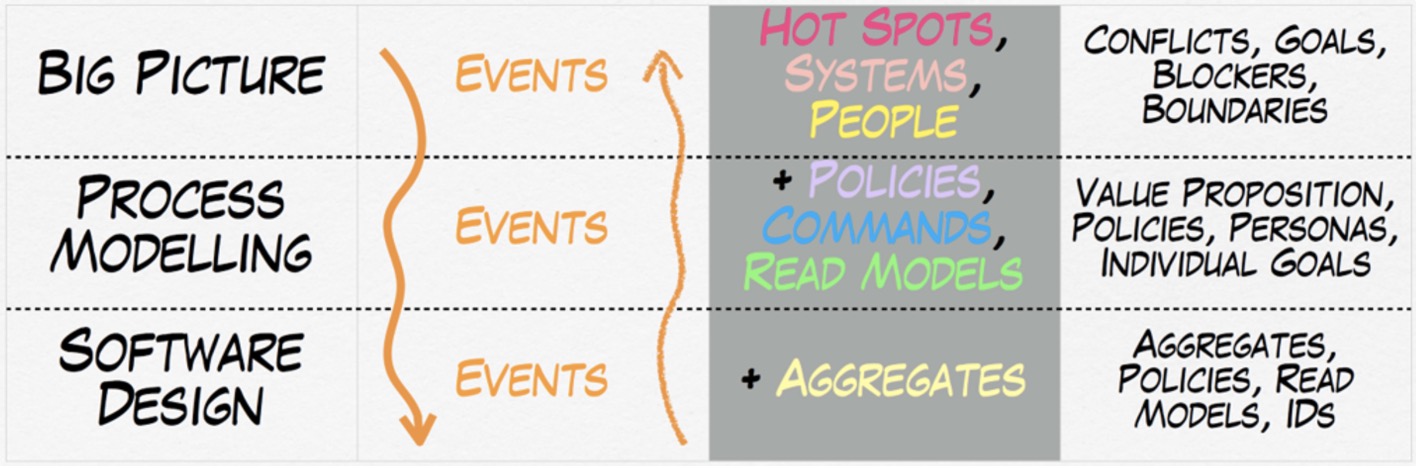 Big Picture
Events
Hot Spots,
Systems,
People
Conflicts, Goals,
Blockers,
Boundaries
Process
Modelling
Events
+ Policies,
Commands,
Read Models
Value Proposition,
Policies, Personas,
Individual Goals
Software
Design
Events
+ Aggregates
Aggregates,
Policies, Read
Models, IDs